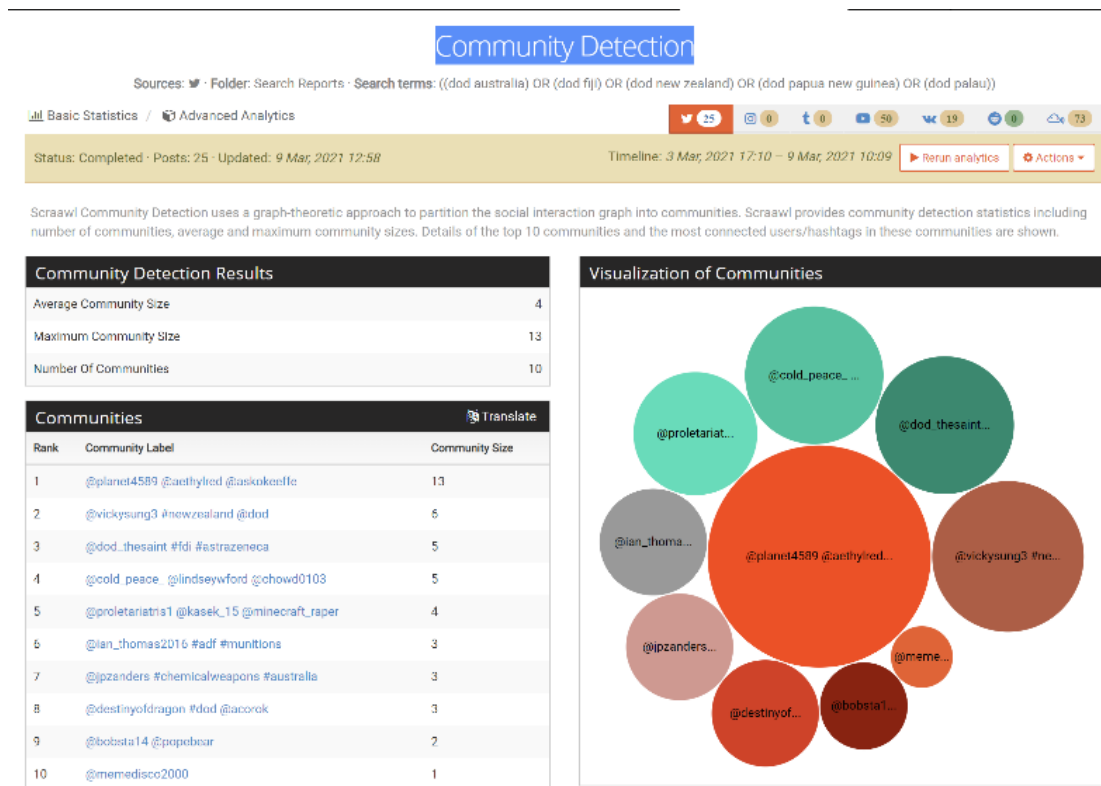 Community Detection
Sources: · Folder: Search Reports · Search terms: ((dod australia) OR (dod fiji) OR (dod new zealand) OR (dod papua new guinea) OR (dod palau))
Basic Statistics / Advanced Analytics
25 0 t 0 50 19 0 73
Status: Completed · Posts: 25 · Updated: 9 Mar, 2021 12:58
Timeline: 3 Mar, 2021 17:10 – 9 Mar, 2021 10:09
Rerun analytics
Actions
Scraawl Community Detection uses a graph-theoretic approach to partition the social interaction graph into communities. Scraawl provides community detection statistics including
number of communities, average and maximum community sizes. Details of the top 10 communities and the most connected users/hashtags in these communities are shown.
Community Detection Results
Average Community Size 4
Maximum Community Size 13
Number Of Communities 10
Communities Translate
Rank Community Label Community Size
1 @planet4589 @aethylred @askokeeffe 13
2 @vickysung3 #newzealand @dod 6
3 @dod_thesaint #fdi #astrazeneca 5
4 @cold_peace_ @lindseywford @chowd0103 5
5 @proletariatris1 @kasek_15 @minecraft_raper 4
6 @ian_thomas2016 #adf #munitions 3
7 @jpzanders #chemicalweapons #australia 3
8 @destinyofdragon #dod @acorok 3
9 @bobsta14 @popebear 2
10 @memedisco2000 1
Visualization of Communities
@cold_peace_ ...
@proletariat...
@dod_thesaint...
@ian_thoma...
@planet4589 @aethylred...
@vickysung3 #ne...
@jpzanders...
@meme...
@destinyof...
@bobsta1...